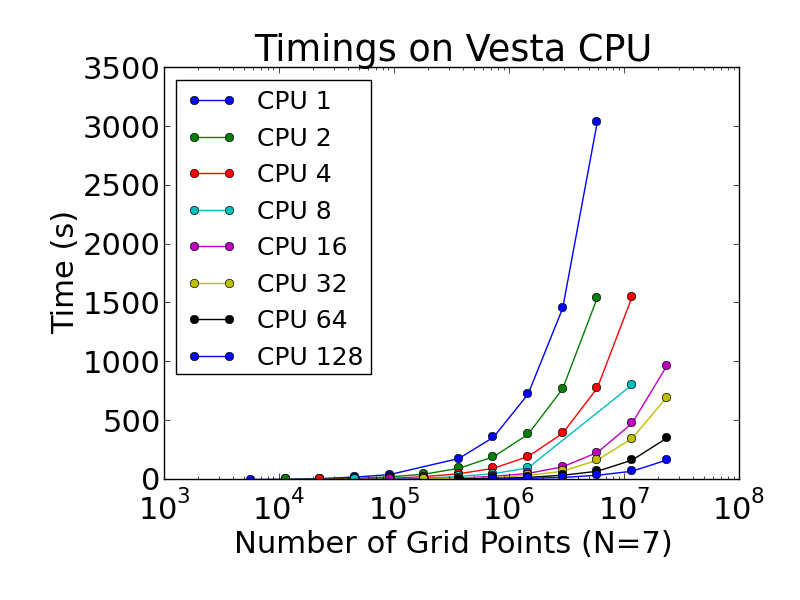 Timings on Vesta CPU
3500
3000
2500
2000
1500
1000
500
0
Time (s)
CPU 1
CPU 2
CPU 4
CPU 8
CPU 16
CPU 32
CPU 64
CPU 128
10^3 10^4 10^5 10^6 10^7 10^8
Number of Grid Points (N=7)